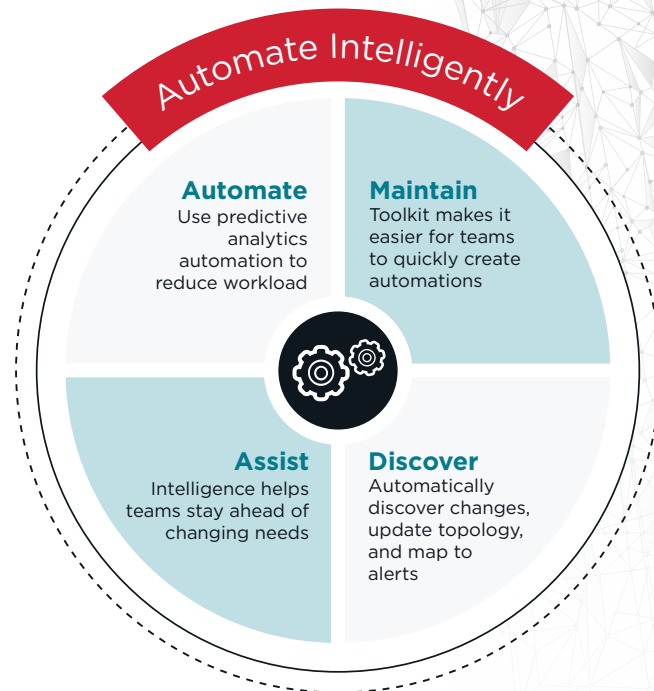 Automate Intelligently
Automate
Use predictive
analytics
automation to
reduce workload
Maintain
Toolkit makes it
easier for teams
to quickly create
automations
Assist
Intelligence helps
teams stay ahead of
changing needs
Discover
Automatically
discover changes,
update topology,
and map to
alerts